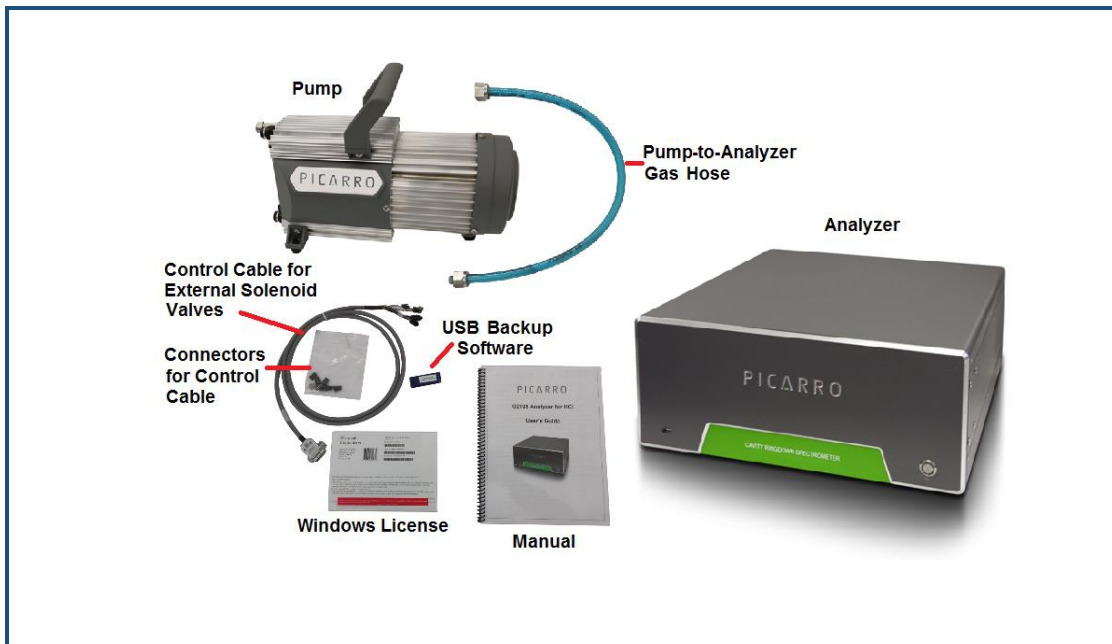 Pump
PICARRO
Pump-to-Analyzer
Gas Hose
Analyzer
Control Cable for
External Solenoid
Valves
Connectors
for Control
Cable
USB Backup
Software
PICARRO
Analyzer for HCl
User's Guide
PICARRO
CAVITY RINGDOWN SPECTROMETER
Windows License
Manual